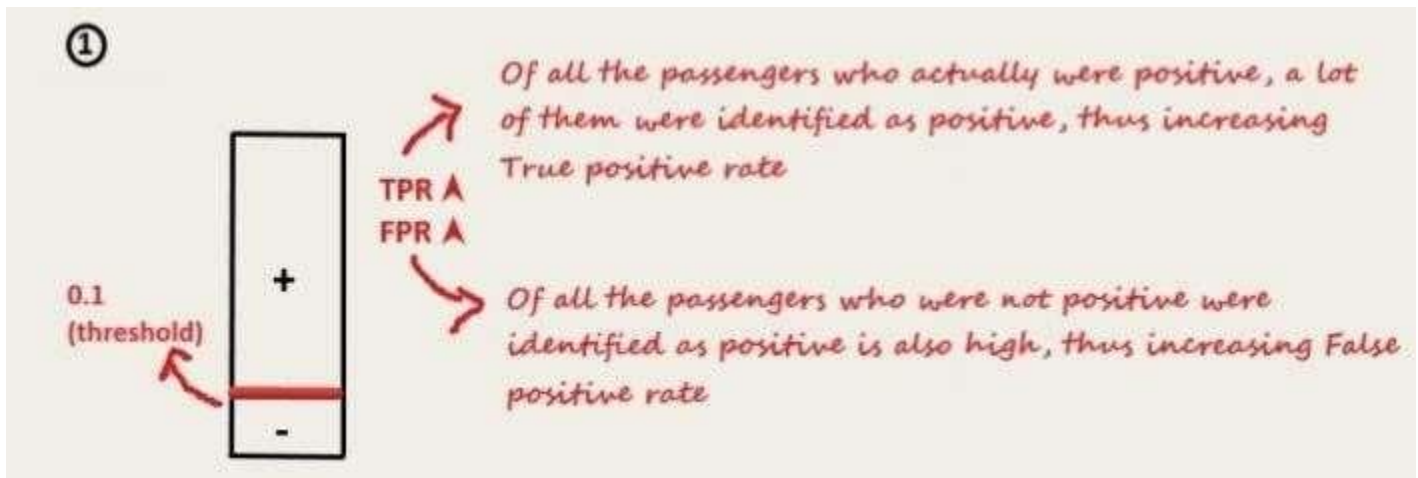 ①
Of all the passengers who actually were positive, a lot
of them were identified as positive, thus increasing
True positive rate
TPR
FPR
+
0.1
(threshold)
Of all the passengers who were not positive were
identified as positive is also high, thus increasing False
positive rate
-